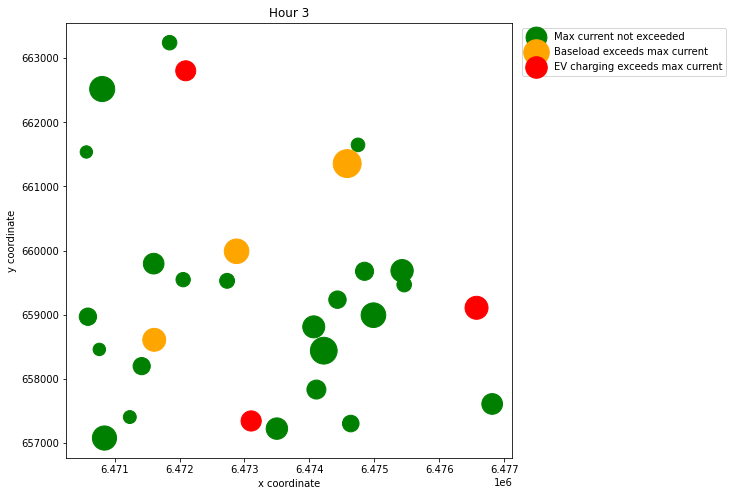 Hour 3
Max current not exceeded
Baseload exceeds max current
EV charging exceeds max current
663000
662000
661000
660000
659000
658000
657000
y coordinate
6.471 6.472 6.473 6.474 6.475 6.476 6.477
1e6
x coordinate